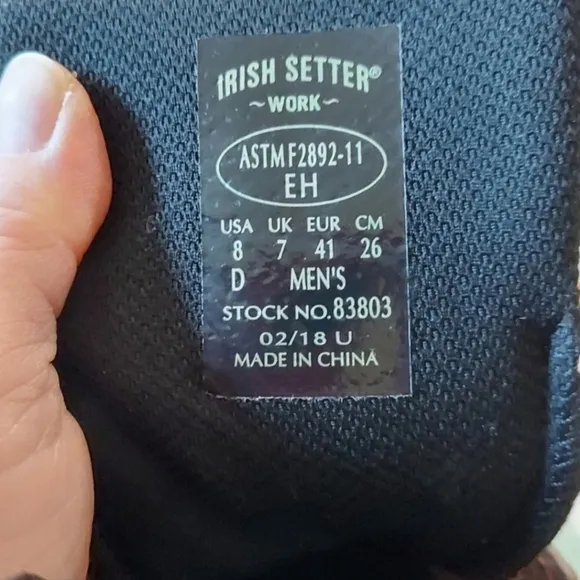 IRISH SETTER®
~WORK~
ASTM F2892-11
EH
USA UK EUR CM
8 7 41 26
D MEN'S
STOCK NO. 83803
02/18 U
MADE IN CHINA